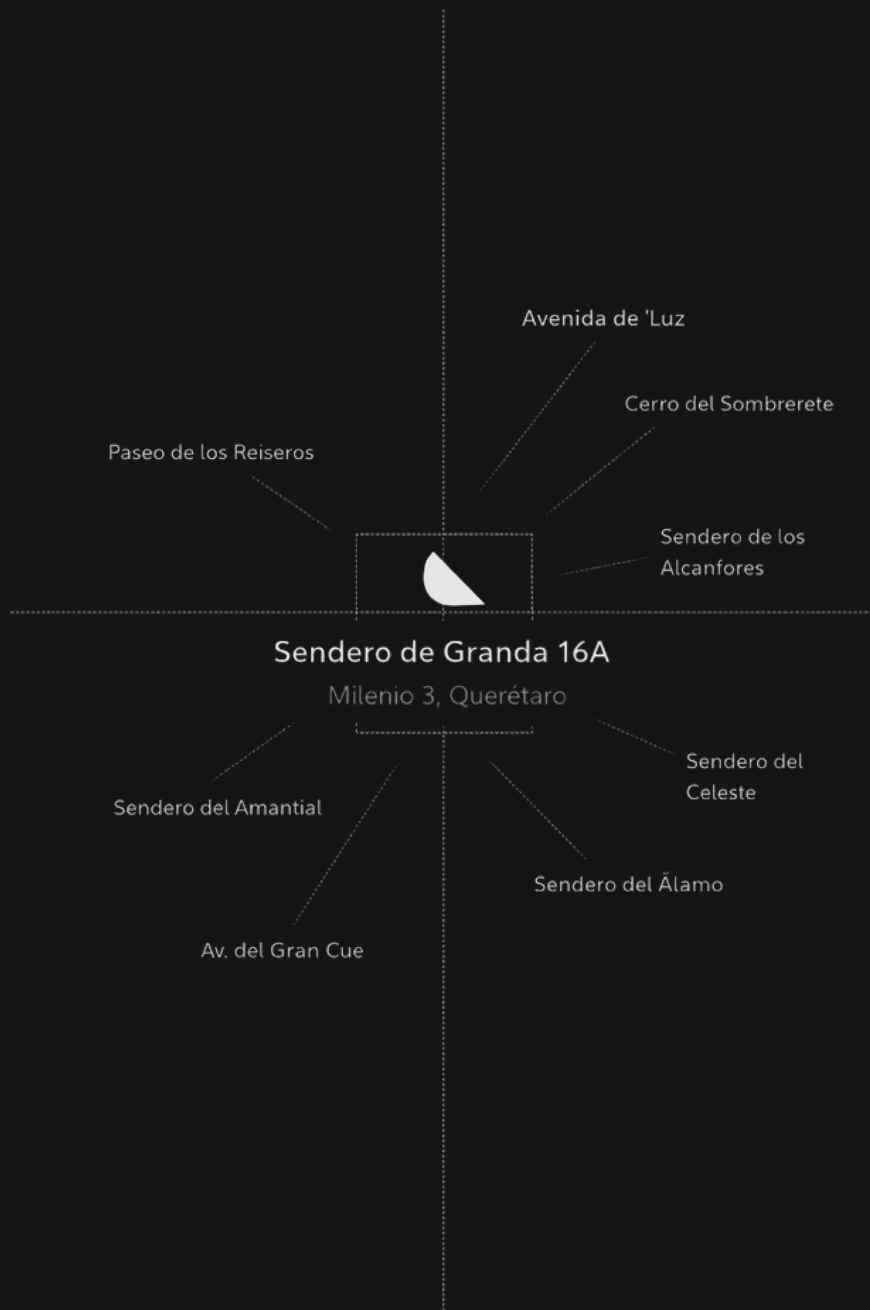 Avenida de 'Luz
Cerro del Sombrerete
Paseo de los Reiseros
Sendero de los
Alcanfores
Sendero de Granda 16A
Milenio 3, Querétaro
Sendero del
Celeste
Sendero del Amantial
Sendero del Ãlamo
Av. del Gran Cue